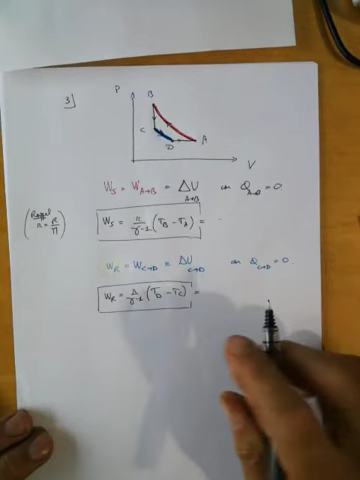 3]
P
B
C
D
A
V
W_S = W_{A→B} = ΔU_{A→B} car Q_{A→B} = 0.
(Rappel r = R/M)
W_S = r/(γ-1) (T_B - T_A) =
W_R = W_{C→D} = ΔU_{C→D} car Q_{C→D} = 0.
W_R = r/(γ-1) (T_D - T_C) =